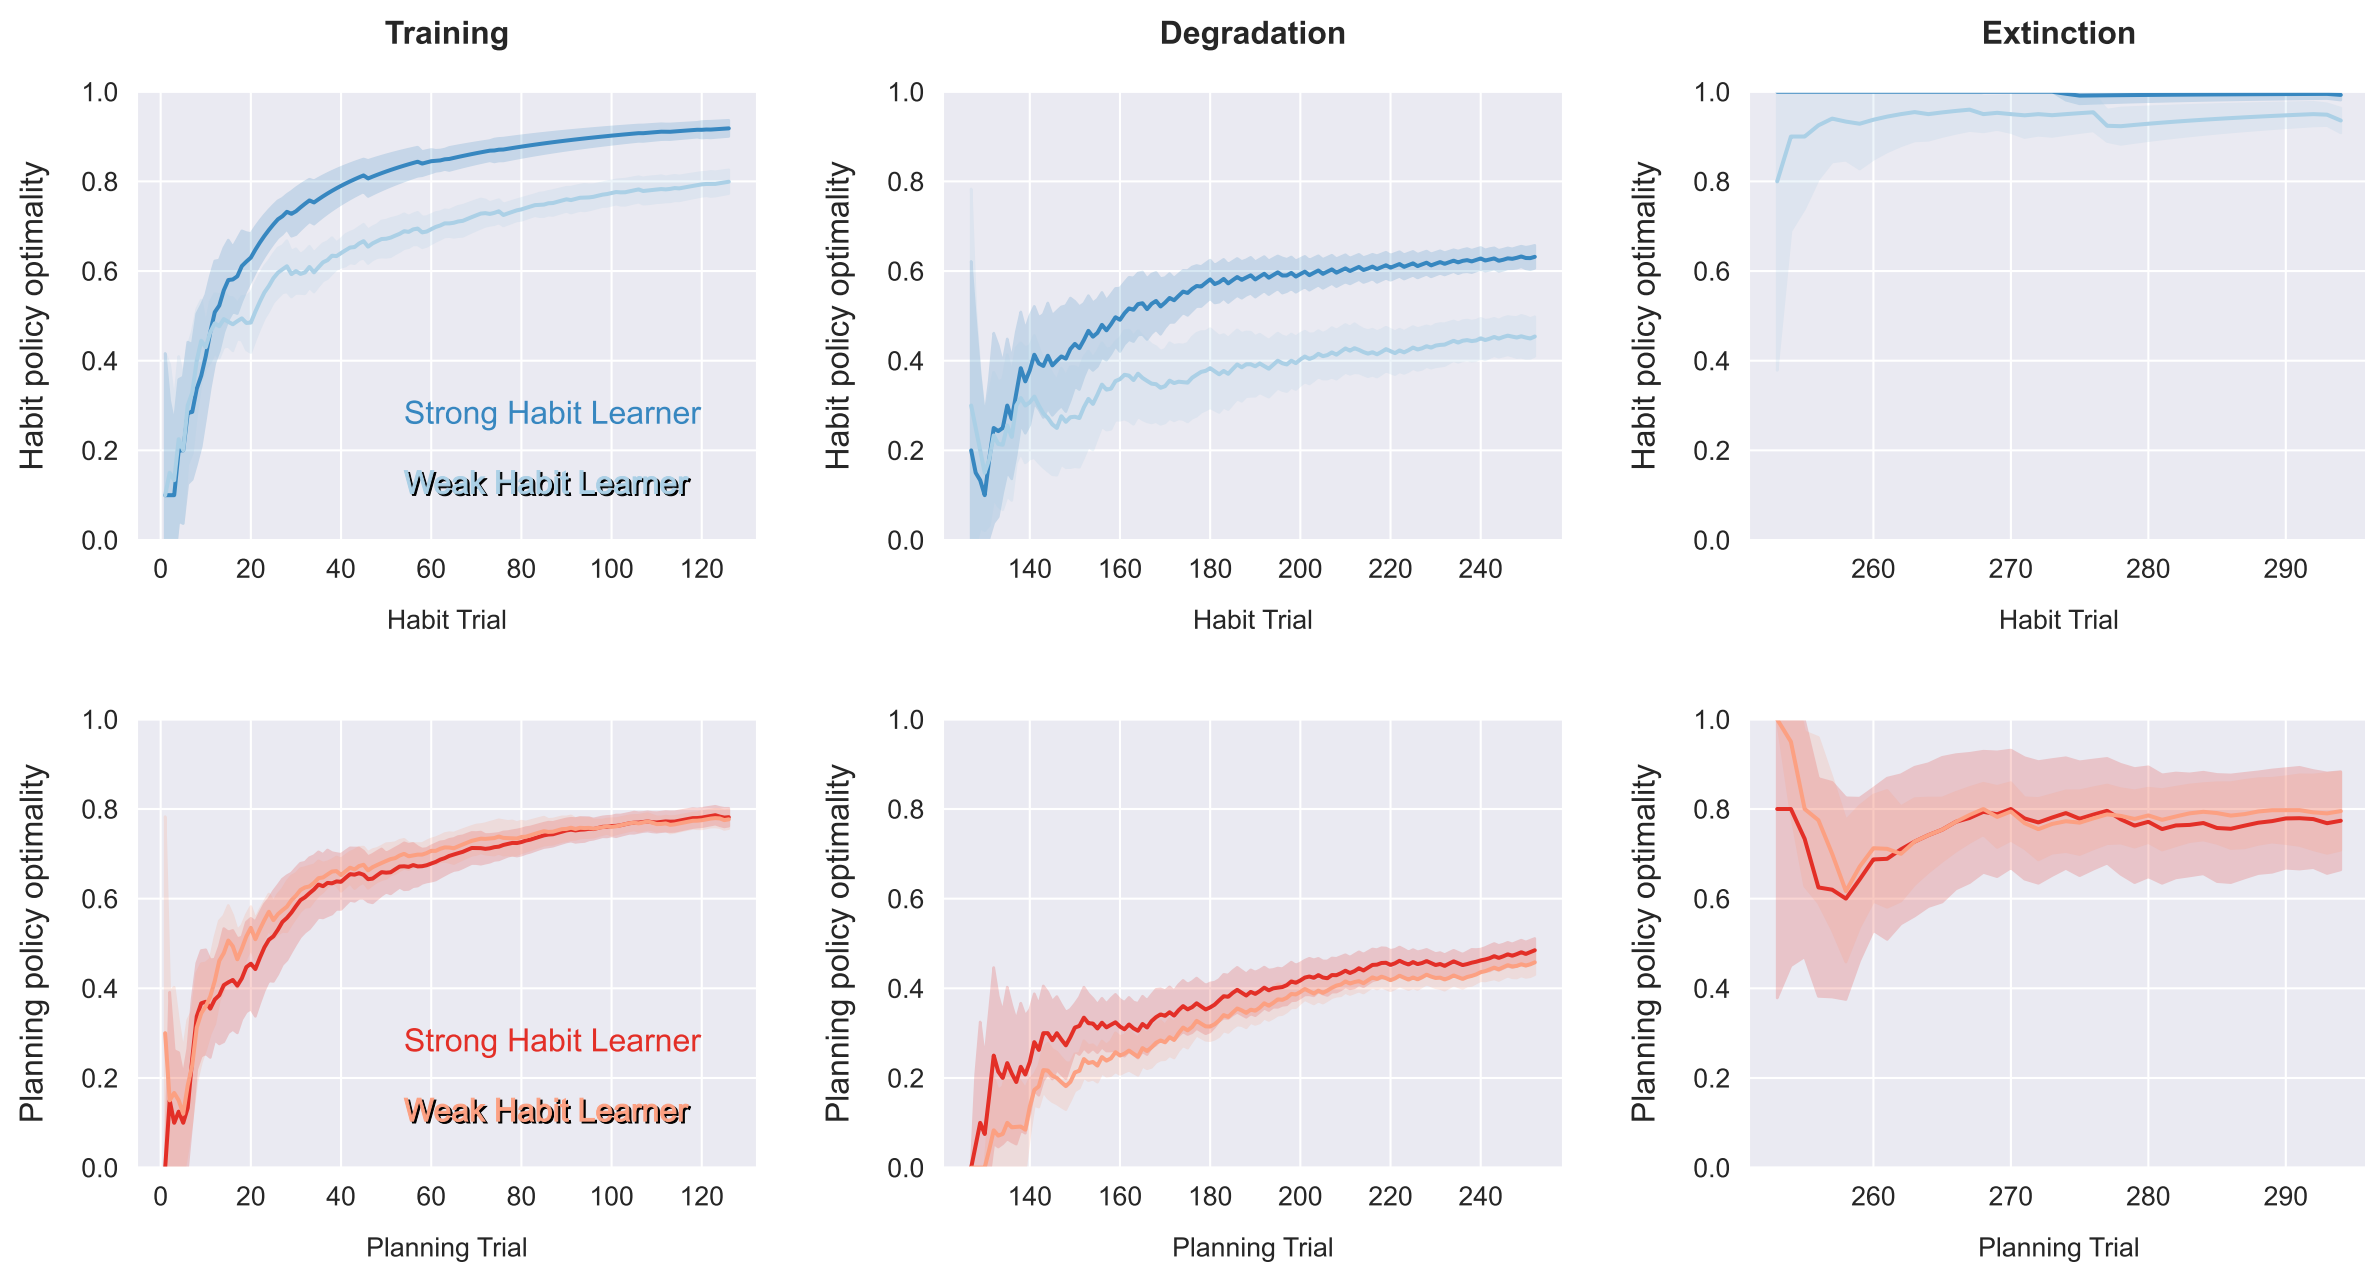 Training Degradation Extinction
Habit policy optimality
1.0
0.8
0.6
0.4
0.2
0.0
Strong Habit Learner
Weak Habit Learner
0 20 40 60 80 100 120
Habit Trial
Habit policy optimality
1.0
0.8
0.6
0.4
0.2
0.0
140 160 180 200 220 240
Habit Trial
Habit policy optimality
1.0
0.8
0.6
0.4
0.2
0.0
260 270 280 290
Habit Trial
Planning policy optimality
1.0
0.8
0.6
0.4
0.2
0.0
Strong Habit Learner
Weak Habit Learner
0 20 40 60 80 100 120
Planning Trial
Planning policy optimality
1.0
0.8
0.6
0.4
0.2
0.0
140 160 180 200 220 240
Planning Trial
Planning policy optimality
1.0
0.8
0.6
0.4
0.2
0.0
260 270 280 290
Planning Trial